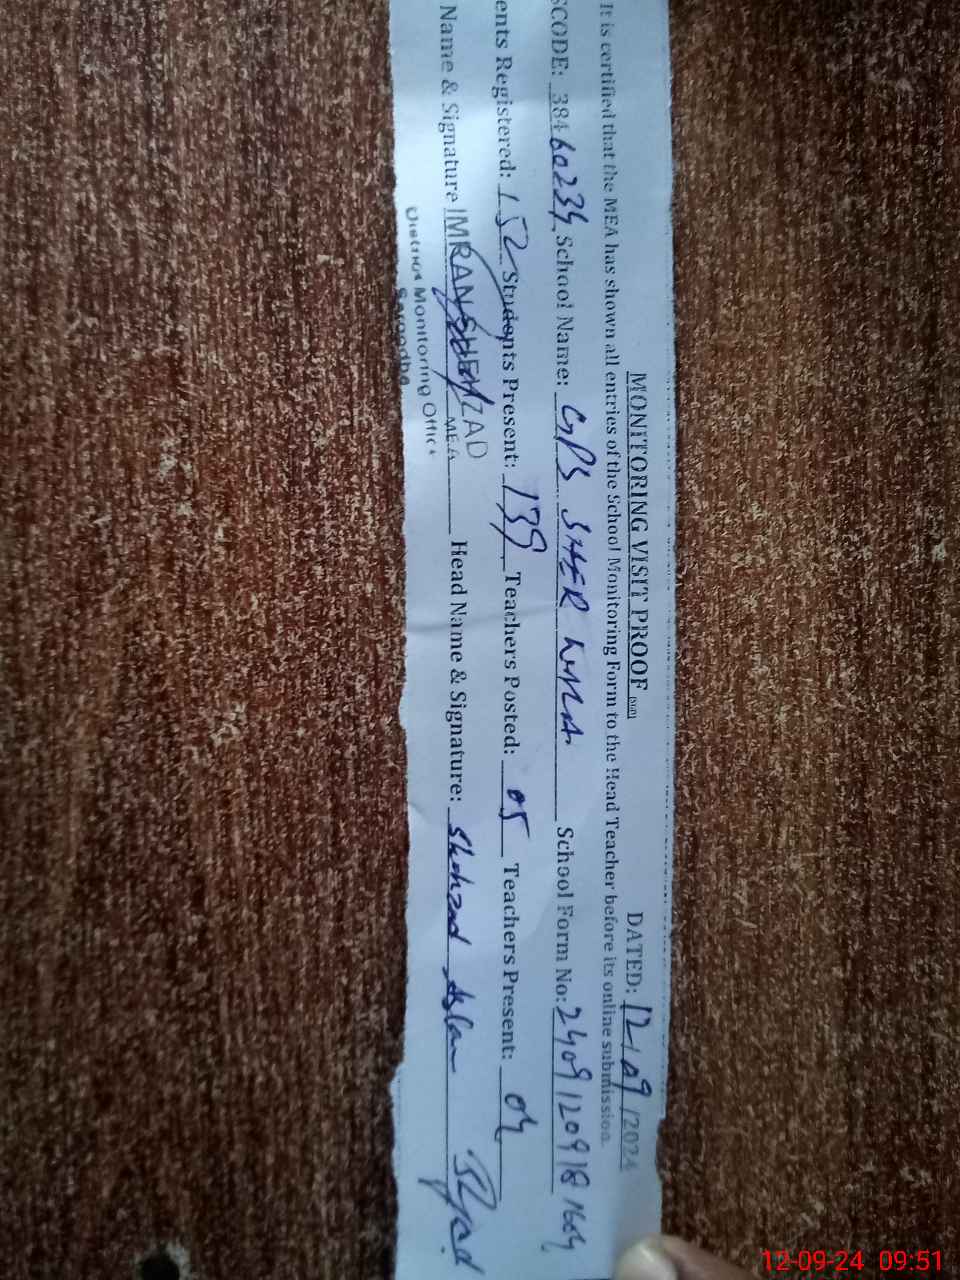 MONITORING VISIT PROOF
DATED: 12/09/2024
It is certified that the MEA has shown all entries of the School Monitoring Form to the Head Teacher before its online submission.
SCODE: 38460234 School Name: GPS SHER School Form No: 24091209181604
ents Registered: 152 Students Present: 139 Teachers Posted: 05 Teachers Present: 04
Name & Signature IMRAN SHEHZAD MEA Head Name & Signature: Shahzad Aslam
District Monitoring Office
Sargodha
12-09-24 09:51